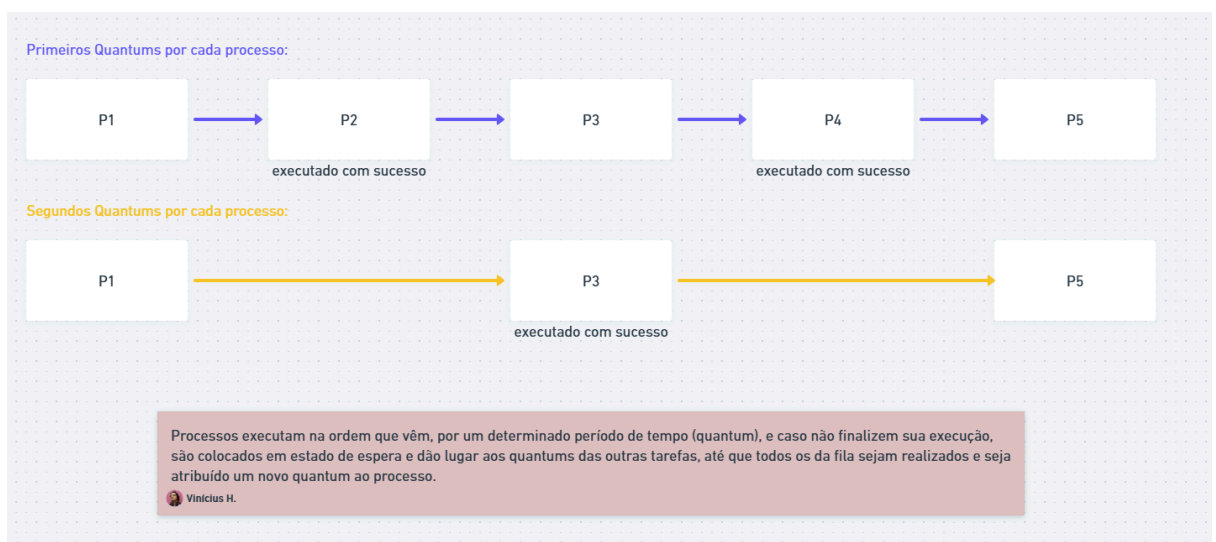 Primeiros Quantums por cada processo:
P1
P2
P3
P4
P5
executado com sucesso
executado com sucesso
Segundos Quantums por cada processo:
P1
P3
P5
executado com sucesso
Processos executam na ordem que vêm, por um determinado período de tempo (quantum), e caso não finalizem sua execução,
são colocados em estado de espera e dão lugar aos quantums das outras tarefas, até que todos os da fila sejam realizados e seja
atribuído um novo quantum ao processo.
Vinícius H.